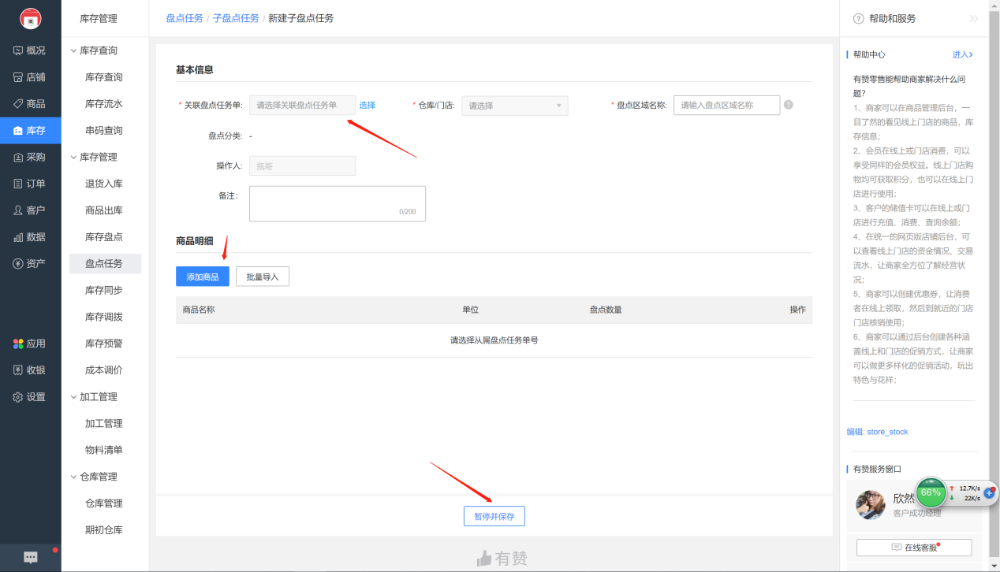 概况
店铺
商品
库存
采购
订单
客户
数据
资产
应用
收银
设置
库存管理
库存查询
库存查询
库存流水
串码查询
库存管理
退货入库
商品出库
库存盘点
盘点任务
库存同步
库存调拨
库存预警
成本调价
加工管理
加工管理
物料清单
仓库管理
仓库管理
期初仓库
盘点任务 / 子盘点任务 / 新建子盘点任务
基本信息
* 关联盘点任务单: 请选择关联盘点任务单 选择 * 仓库/门店: 请选择 * 盘点区域名称: 请输入盘点区域名称 ?
盘点分类: -
操作人: 瓶哥
备注:
0/200
商品明细
添加商品 批量导入
商品名称 单位 盘点数量 操作
请选择从属盘点任务单号
暂停并保存
有赞
? 帮助和服务
帮助中心 进入
有赞零售能帮助商家解决什么问
题?
1、商家可以在商品管理后台，一
目了然的看见线上门店的商品，库
存信息；
2、会员在线上或门店消费，可以
享受同样的会员权益。线上门店购
物均可获取积分，也可以在线上门
店进行使用；
3、客户的储值卡可以在线上或门
店进行充值、消费、查询余额；
4、在统一的网页版店铺后台，可
以查看线上门店的资金情况、交易
流水，让商家全方位了解经营状
况；
5、商家可以创建优惠券，让消费
者在线上领取，然后到就近的门店
门店核销使用；
6、商家可以通过后台创建各种涵
盖线上和门店的促销方式，让商家
可以做更多样化的促销活动，玩出
特色与花样；
编辑: store_stock
有赞服务窗口
欣然
客户成功经理
66%
12.7K/s
22K/s
在线客服